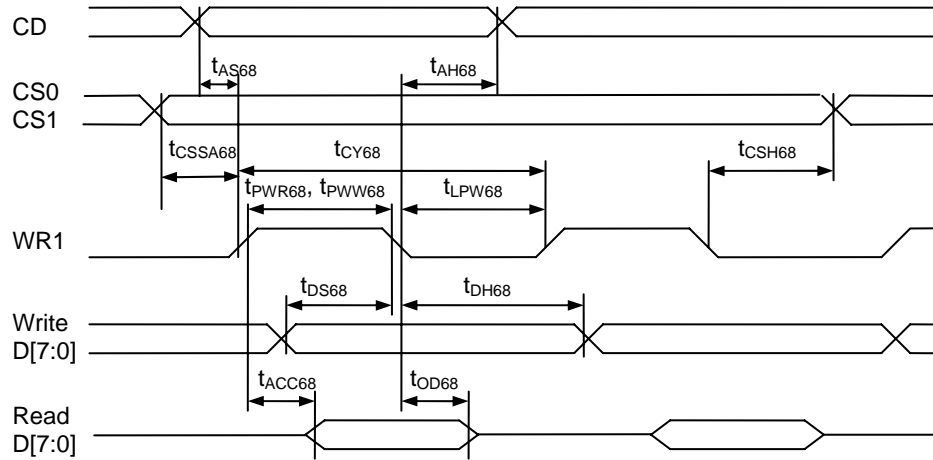 CD
tAS68 tAH68
CS0
CS1
tCSSA68 tCY68 tCSH68
tPWR68, tPWW68 tLPW68
WR1
tDS68 tDH68
Write
D[7:0]
tACC68 tOD68
Read
D[7:0]